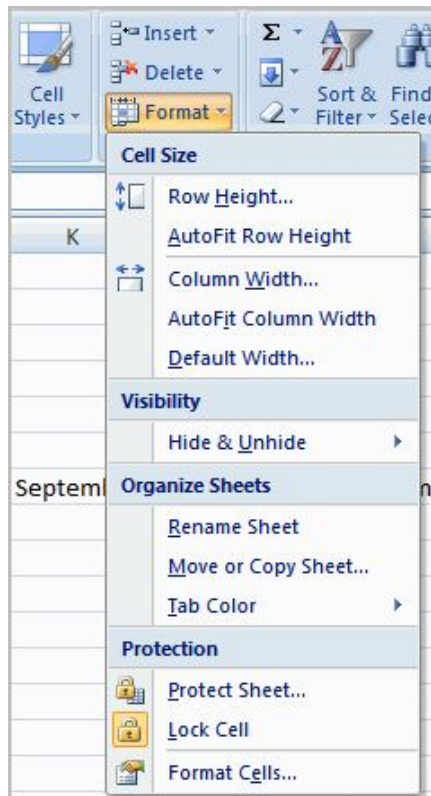 Insert
Delete
Format
Cell
Styles
Σ
A
Z
Sort &
Filter
Find
Selec
Cell Size
Row Height...
AutoFit Row Height
Column Width...
AutoFit Column Width
Default Width...
Visibility
Hide & Unhide
Organize Sheets
Rename Sheet
Move or Copy Sheet...
Tab Color
Protection
Protect Sheet...
Lock Cell
Format Cells...
K
Septem